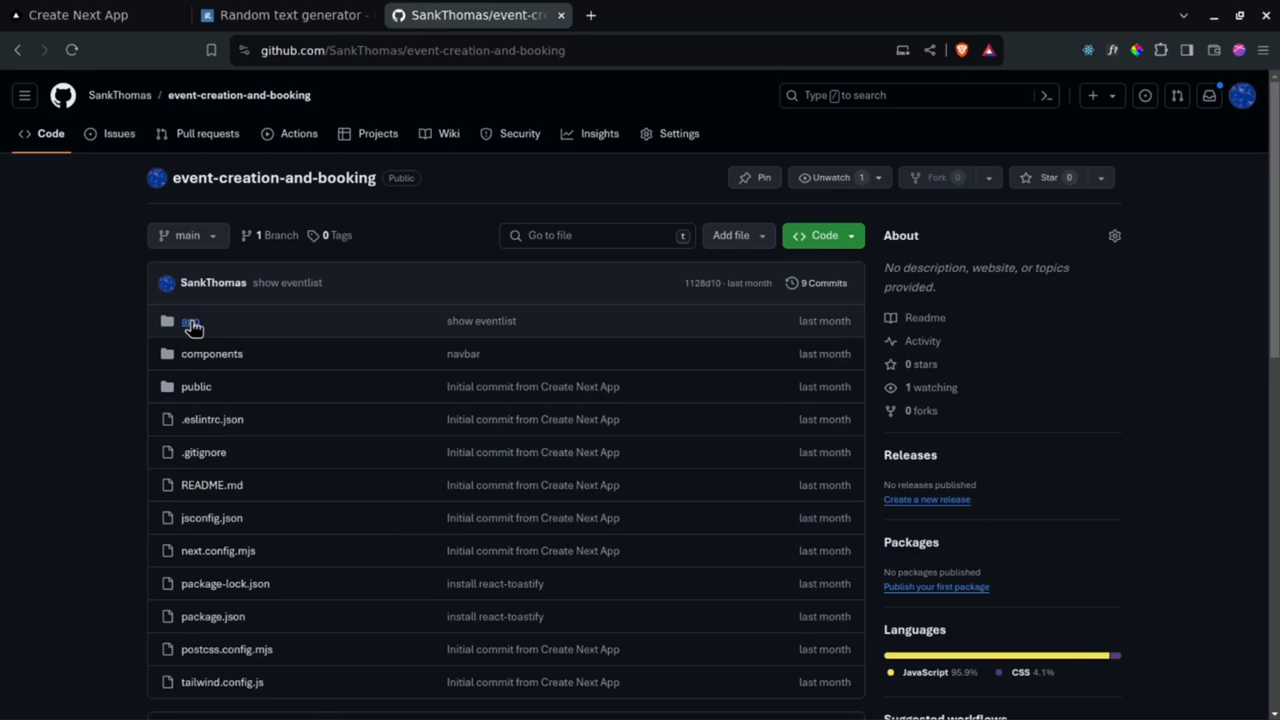 Create Next App
Random text generator -
SankThomas/event-cre
github.com/SankThomas/event-creation-and-booking
SankThomas / event-creation-and-booking
Type / to search
Code
Issues
Pull requests
Actions
Projects
Wiki
Security
Insights
Settings
event-creation-and-booking
Public
Pin
Unwatch 1
Fork 0
Star 0
main
1 Branch
0 Tags
Go to file
t
Add file
Code
SankThomas show eventlist 1128d10 · last month 9 Commits
show eventlist last month
components navbar last month
public Initial commit from Create Next App last month
.eslintrc.json Initial commit from Create Next App last month
.gitignore Initial commit from Create Next App last month
README.md Initial commit from Create Next App last month
jsconfig.json Initial commit from Create Next App last month
next.config.mjs Initial commit from Create Next App last month
package-lock.json install react-toastify last month
package.json install react-toastify last month
postcss.config.mjs Initial commit from Create Next App last month
tailwind.config.js Initial commit from Create Next App last month
About
No description, website, or topics
provided.
Readme
Activity
0 stars
1 watching
0 forks
Releases
No releases published
Create a new release
Packages
No packages published
Publish your first package
Languages
JavaScript 95.9% CSS 4.1%
Suggested workflows